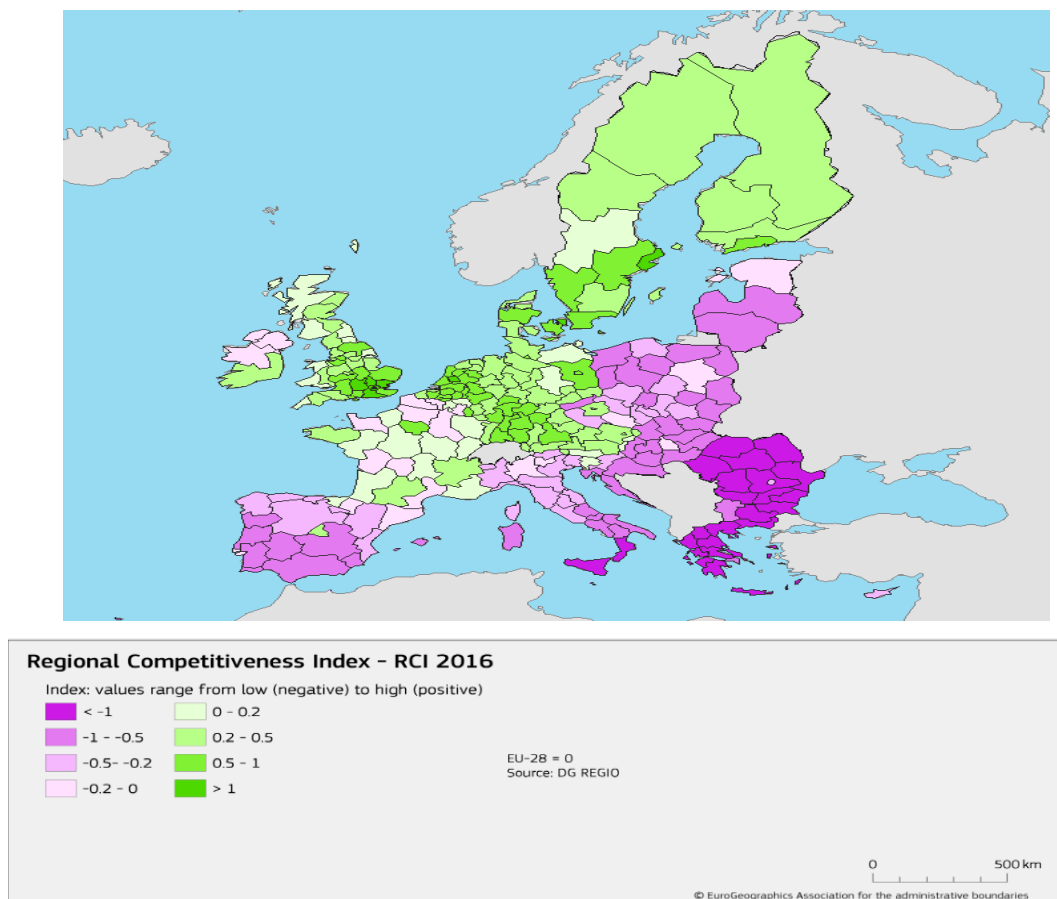 Regional Competitiveness Index - RCI 2016
Index: values range from low (negative) to high (positive)
< -1
-1 - -0.5
-0.5- -0.2
-0.2 - 0
0 - 0.2
0.2 - 0.5
0.5 - 1
> 1
EU-28 = 0
Source: DG REGIO
0 500 km
© EuroGeographics Association for the administrative boundaries